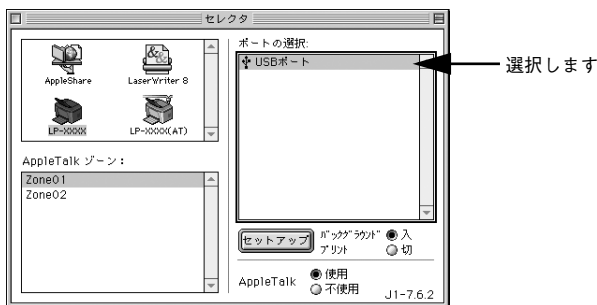 セレクタ
AppleShare
LaserWriter 8
LP-XXXX
LP-XXXX(AT)
AppleTalk ゾーン：
Zone01
Zone02
ポートの選択:
USBポート
選択します
セットアップ
バックグラウンド
プリント
入
切
AppleTalk
使用
不使用
J1-7.6.2